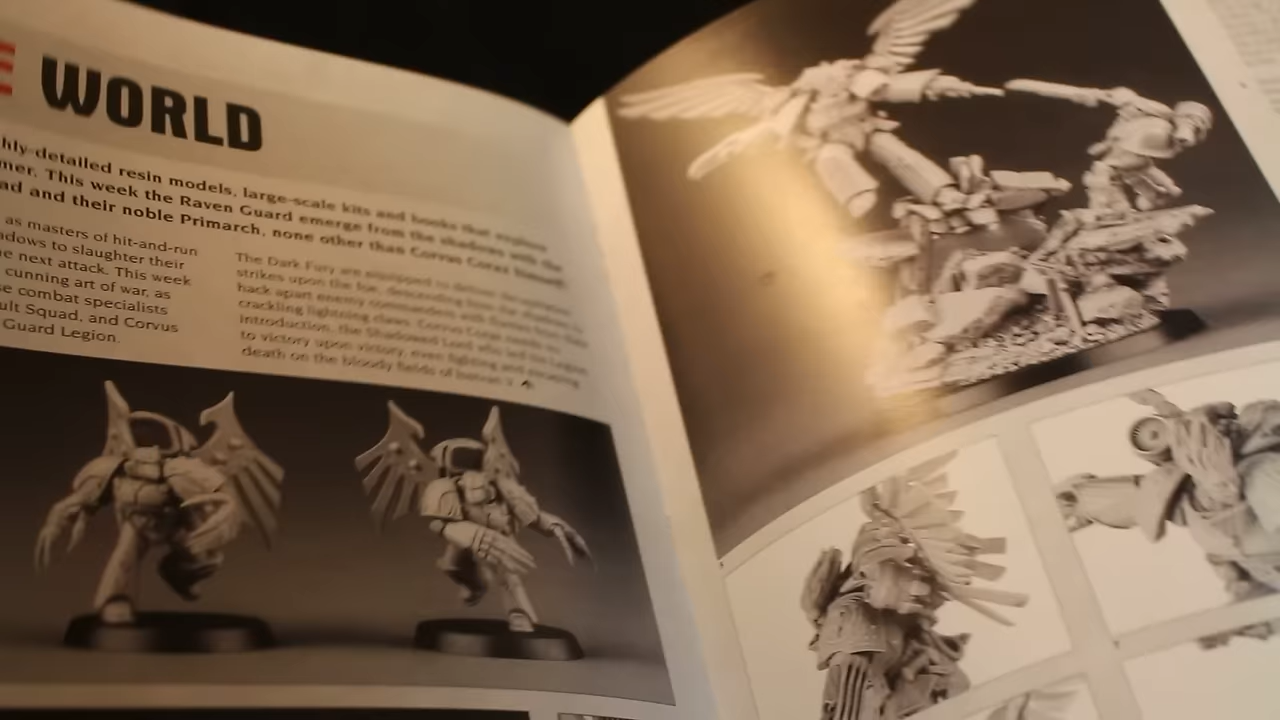 WORLD
hly-detailed resin models, large-scale kits and books that explore
mer. This week the Raven Guard emerge from the shadows with the
ad and their noble Primarch, none other than Corvus Corax himself!
as masters of hit-and-run
dows to slaughter their
e next attack. This week
cunning art of war, as
se combat specialists
ult Squad, and Corvus
Guard Legion.
The Dark Fury are equipped to deliver
strikes upon the foe, descending from the
hack apart enemy commanders with
crackling lightning claws. Corvus Corax needs no
introduction, the Shadowed Lord who led his Legion
to victory upon victory, even fighting and escaping
death on the bloody fields of Isstvan V.